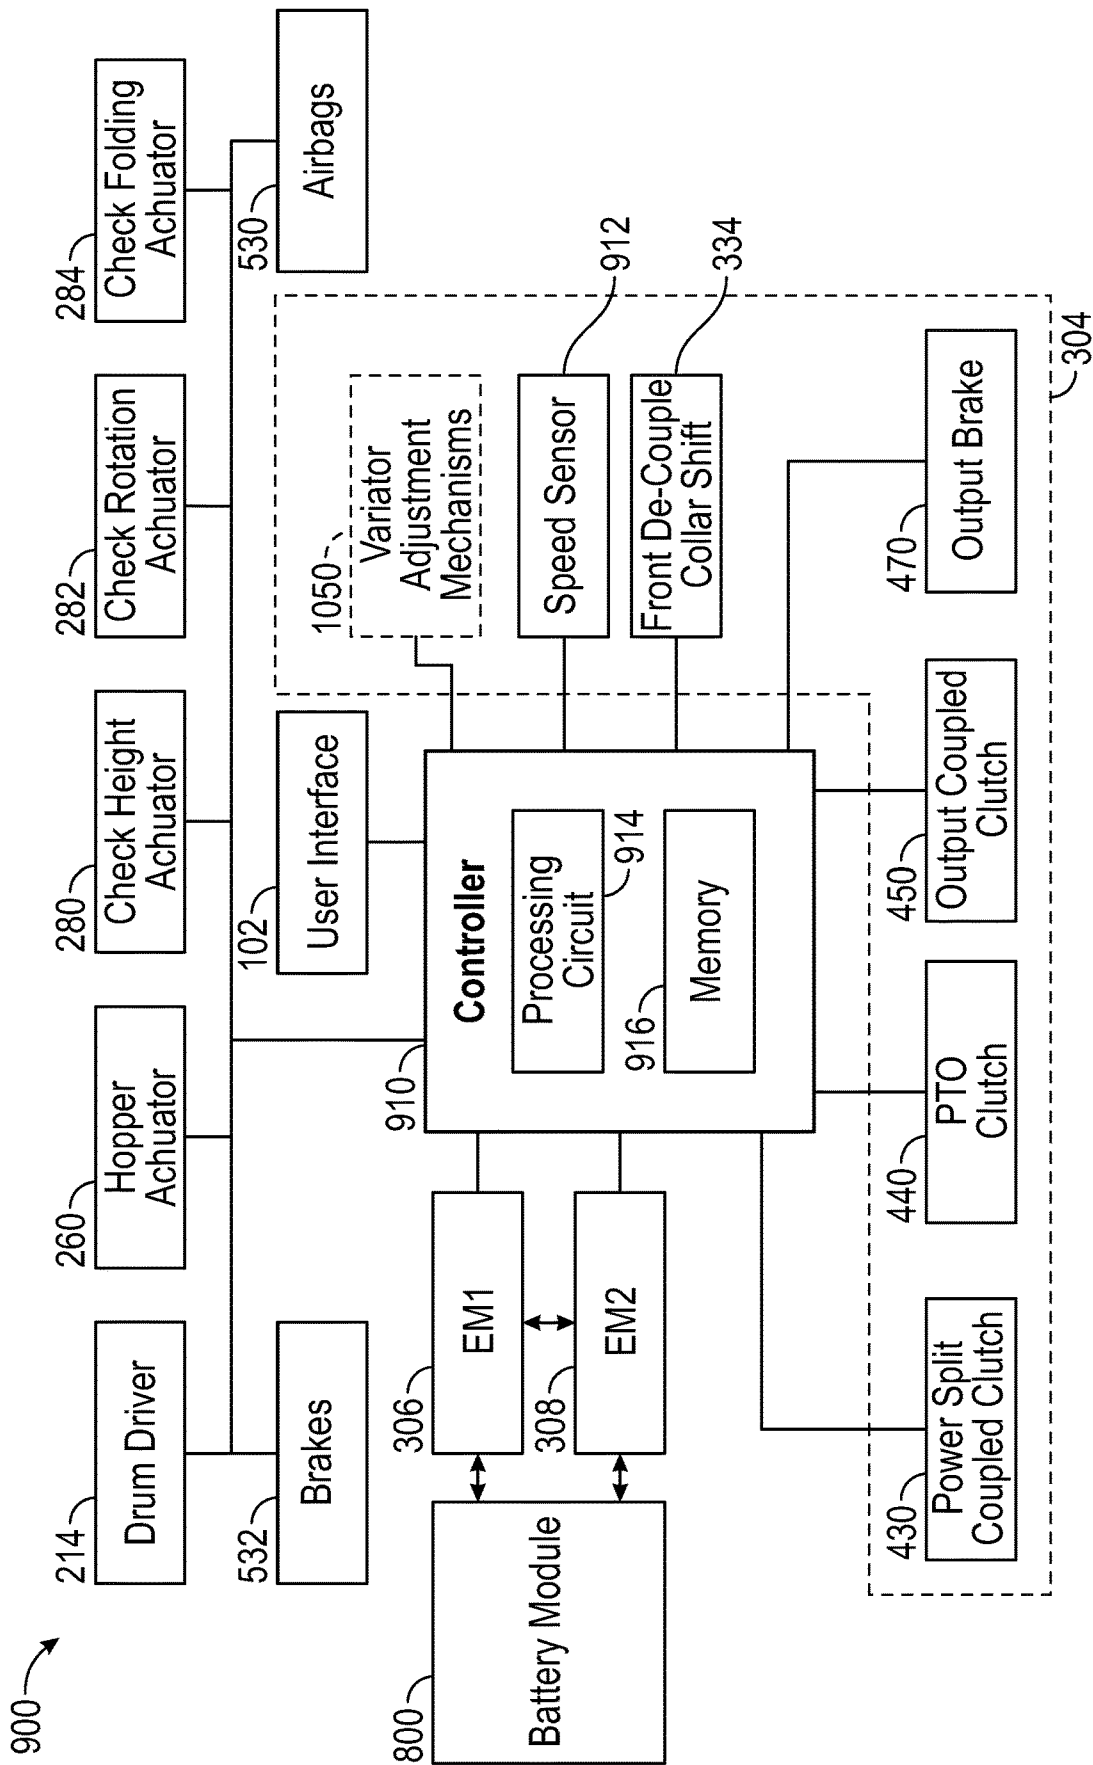 900
214
Drum Driver
260
Hopper
Achuator
280
Check Height
Achuator
282
Check Rotation
Achuator
284
Check Folding
Achuator
532
Brakes
102
User Interface
530
Airbags
800
Battery Module
306
EM1
308
EM2
910
Controller
Processing
Circuit
914
916
Memory
1050
Variator
Adjustment
Mechanisms
Speed Sensor
912
Front De-Couple
Collar Shift
334
430
Power Split
Coupled Clutch
440
PTO
Clutch
450
Output Coupled
Clutch
470
Output Brake
304